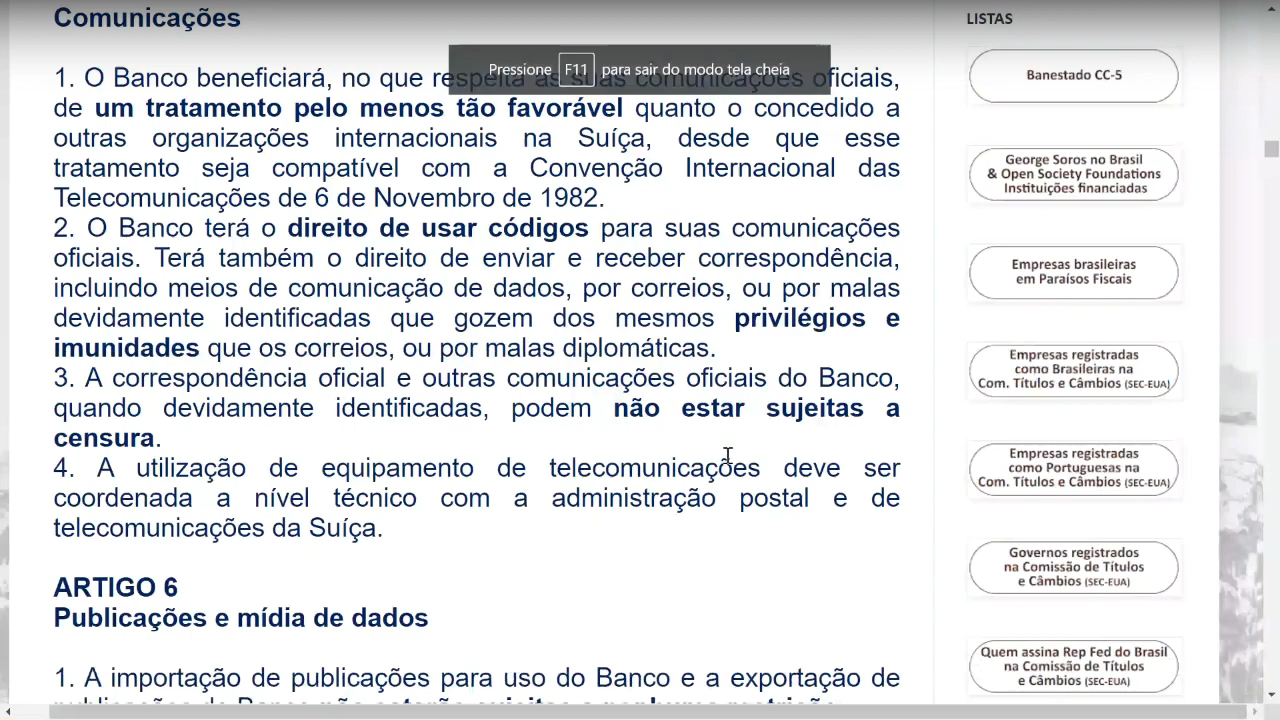 Comunicações
Pressione F11 para sair do modo tela cheia
1. O Banco beneficiará, no que respeita às suas comunicações oficiais,
de um tratamento pelo menos tão favorável quanto o concedido a
outras organizações internacionais na Suíça, desde que esse
tratamento seja compatível com a Convenção Internacional das
Telecomunicações de 6 de Novembro de 1982.
2. O Banco terá o direito de usar códigos para suas comunicações
oficiais. Terá também o direito de enviar e receber correspondência,
incluindo meios de comunicação de dados, por correios, ou por malas
devidamente identificadas que gozem dos mesmos privilégios e
imunidades que os correios, ou por malas diplomáticas.
3. A correspondência oficial e outras comunicações oficiais do Banco,
quando devidamente identificadas, podem não estar sujeitas a
censura.
4. A utilização de equipamento de telecomunicações deve ser
coordenada a nível técnico com a administração postal e de
telecomunicações da Suíça.
ARTIGO 6
Publicações e mídia de dados
1. A importação de publicações para uso do Banco e a exportação de
LISTAS
Banestado CC-5
George Soros no Brasil
& Open Society Foundations
Instituições financiadas
Empresas brasileiras
em Paraísos Fiscais
Empresas registradas
como Brasileiras na
Com. Títulos e Câmbios (SEC-EUA)
Empresas registradas
como Portuguesas na
Com. Títulos e Câmbios (SEC-EUA)
Governos registrados
na Comissão de Títulos
e Câmbios (SEC-EUA)
Quem assina Rep Fed do Brasil
na Comissão de Títulos
e Câmbios (SEC-EUA)